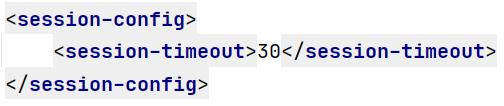 <session-config>
    <session-timeout>30</session-timeout>
</session-config>